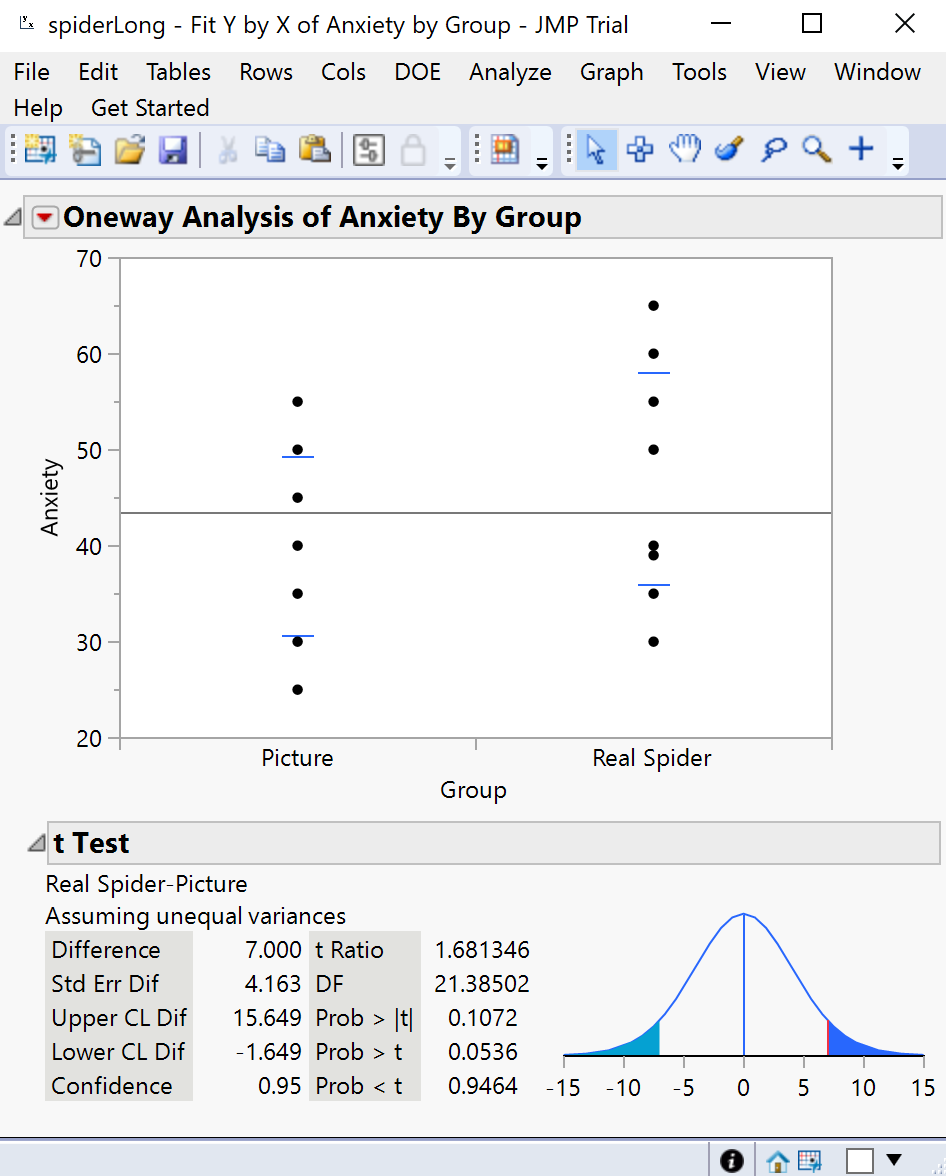 spiderLong - Fit Y by X of Anxiety by Group - JMP Trial
File Edit Tables Rows Cols DOE Analyze Graph Tools View Window
Help Get Started
Oneway Analysis of Anxiety By Group
70
60
50
40
30
20
Anxiety
Picture Real Spider
Group
t Test
Real Spider-Picture
Assuming unequal variances
Difference 7.000 t Ratio 1.681346
Std Err Dif 4.163 DF 21.38502
Upper CL Dif 15.649 Prob > |t| 0.1072
Lower CL Dif -1.649 Prob > t 0.0536
Confidence 0.95 Prob < t 0.9464
-15 -10 -5 0 5 10 15